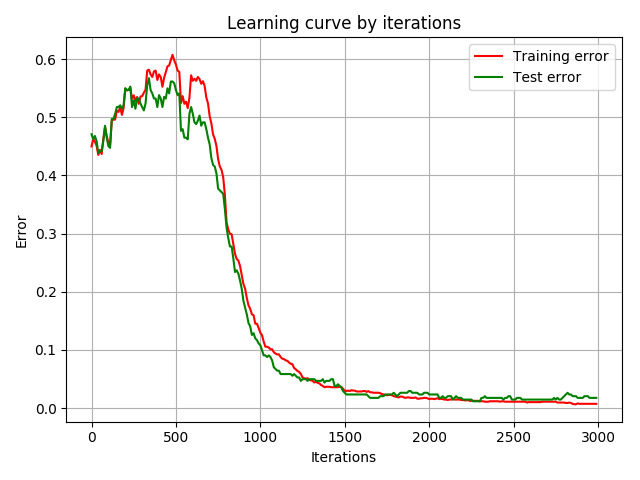 Learning curve by iterations
Training error
Test error
Error
0.6
0.5
0.4
0.3
0.2
0.1
0.0
0 500 1000 1500 2000 2500 3000
Iterations